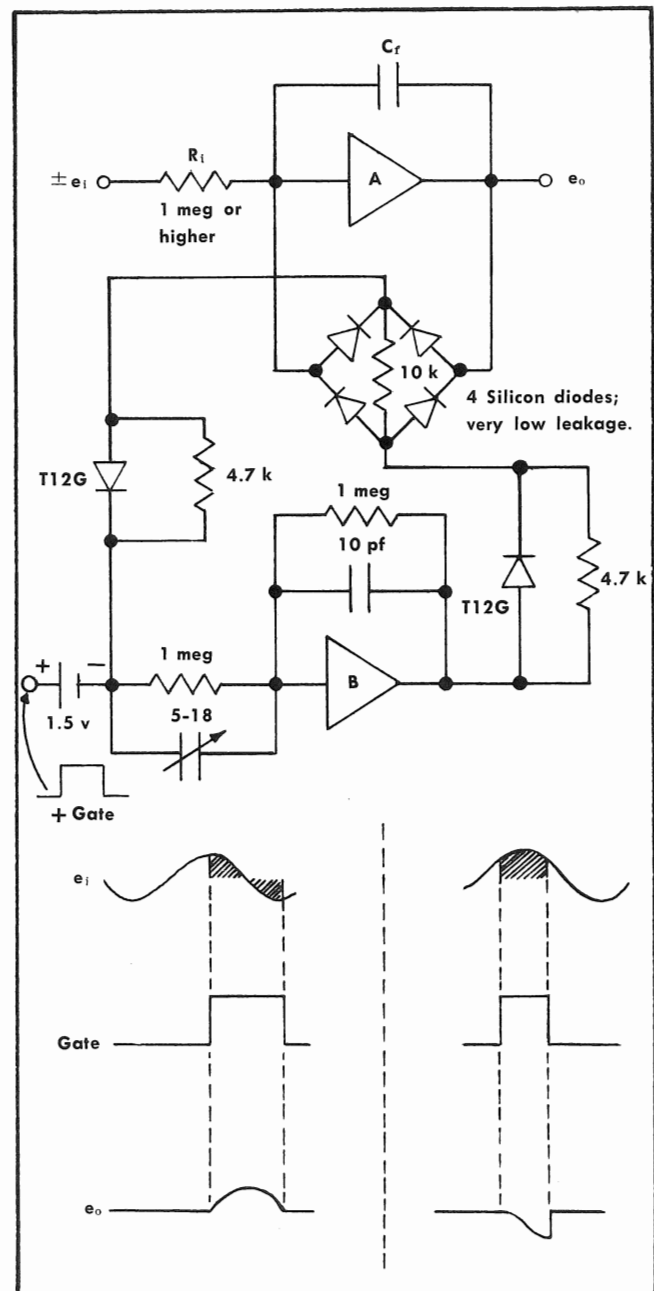 Cf
± ei
Ri
A
eo
1 meg or
higher
10 k
4 Silicon diodes;
very low leakage.
T12G
4.7 k
1 meg
10 pf
T12G
4.7 k
+
−
1 meg
B
1.5 v
5-18
+ Gate
ei
Gate
eo